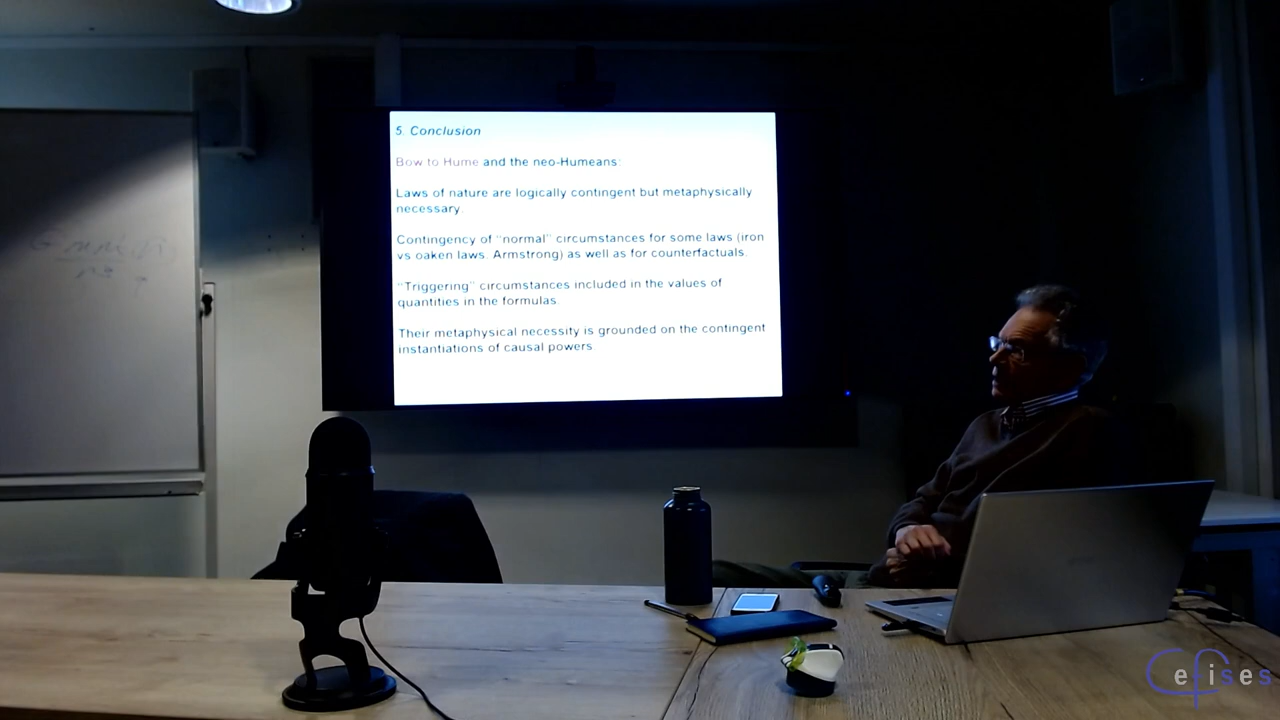 5. Conclusion
Bow to Hume and the neo-Humeans:
Laws of nature are logically contingent but metaphysically
necessary.
Contingency of “normal” circumstances for some laws (iron
vs oaken laws. Armstrong) as well as for counterfactuals.
“Triggering” circumstances included in the values of
quantities in the formulas
Their metaphysical necessity is grounded on the contingent
instantiations of causal powers
Cefises